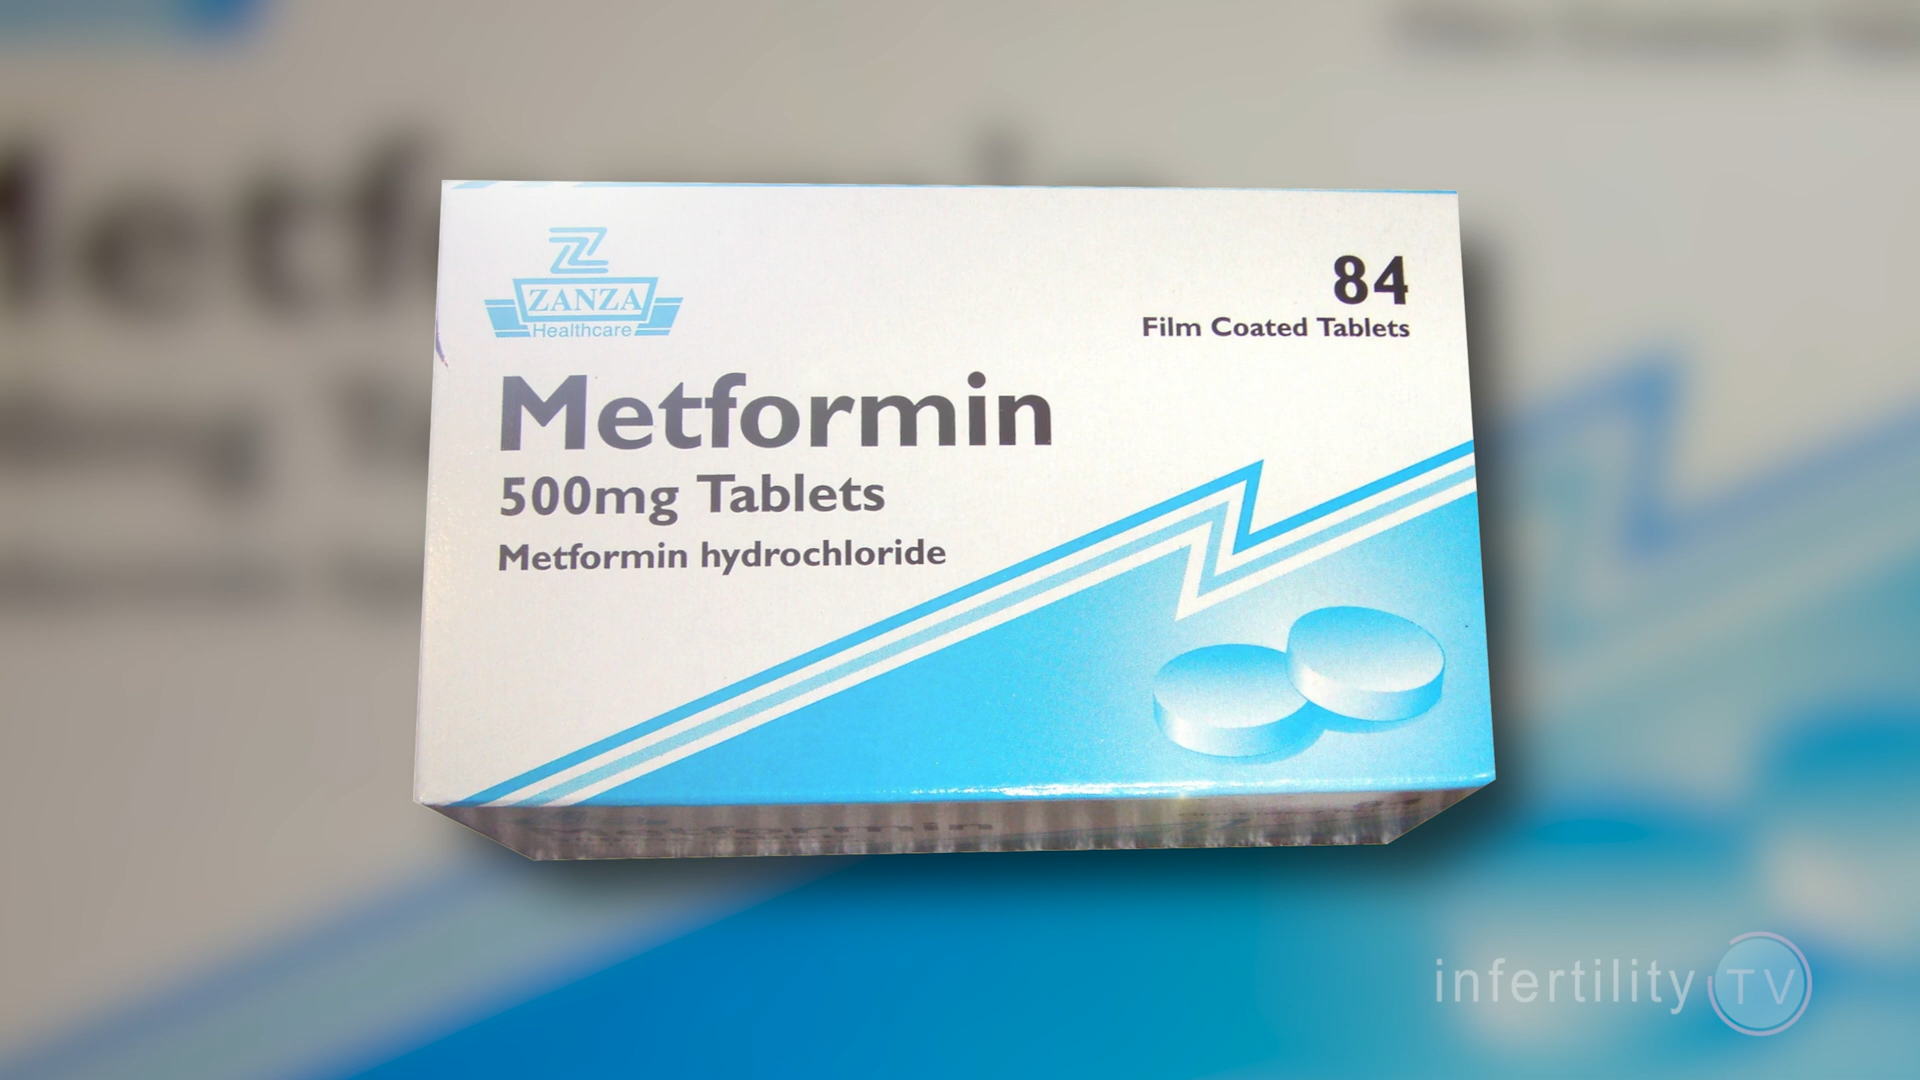 ZANZA
Healthcare
84
Film Coated Tablets
Metformin
500mg Tablets
Metformin hydrochloride
infertility TV